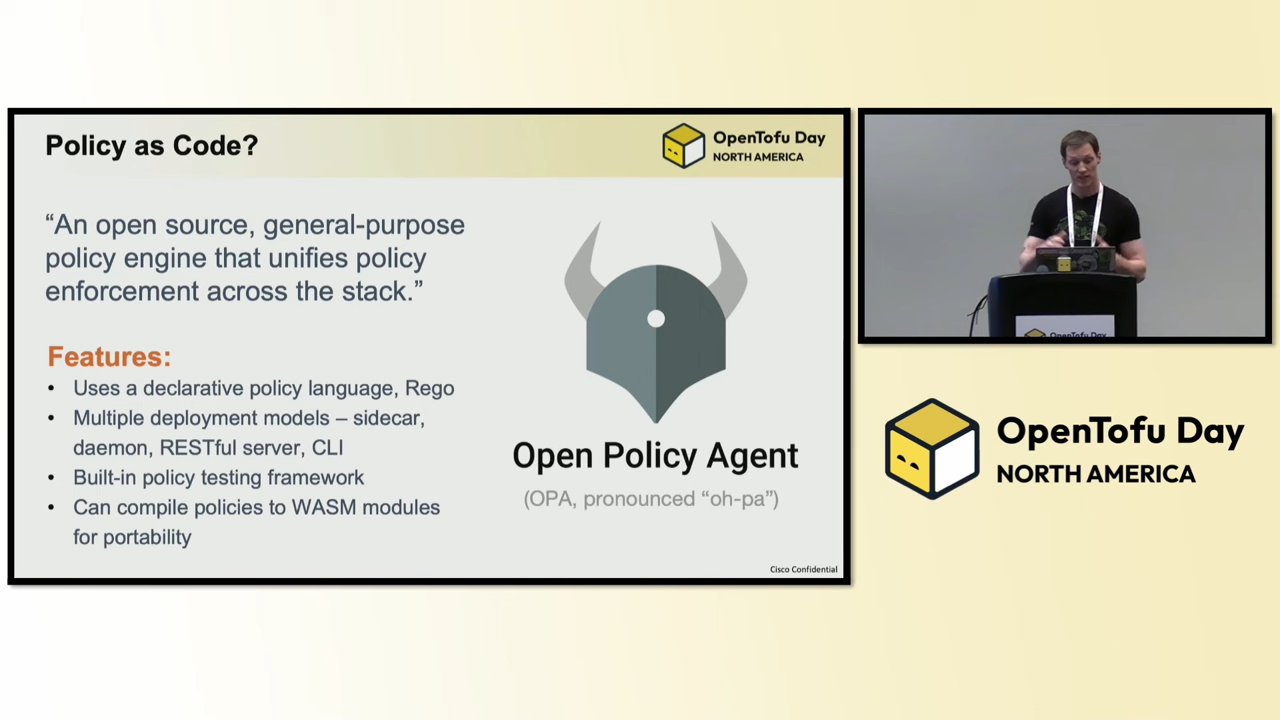 Policy as Code?
OpenTofu Day
NORTH AMERICA
“An open source, general-purpose
policy engine that unifies policy
enforcement across the stack.”
Features:
• Uses a declarative policy language, Rego
• Multiple deployment models – sidecar,
daemon, RESTful server, CLI
• Built-in policy testing framework
• Can compile policies to WASM modules
for portability
Open Policy Agent
(OPA, pronounced “oh-pa”)
Cisco Confidential
OpenTofu Day
OpenTofu Day
NORTH AMERICA